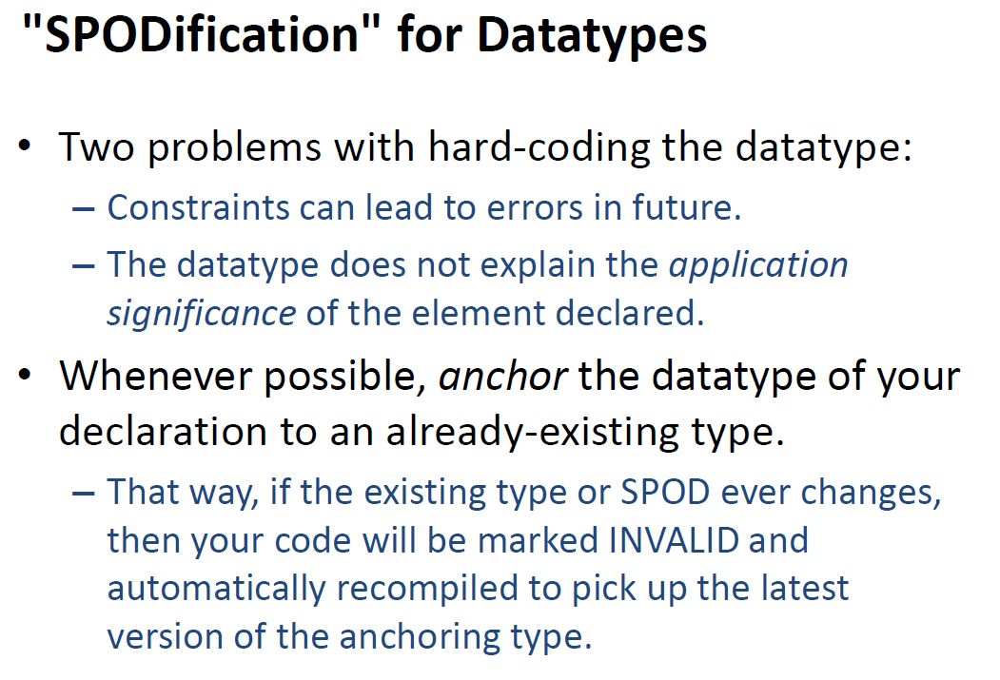 "SPODification" for Datatypes
• Two problems with hard-coding the datatype:
– Constraints can lead to errors in future.
– The datatype does not explain the application
significance of the element declared.
• Whenever possible, anchor the datatype of your
declaration to an already-existing type.
– That way, if the existing type or SPOD ever changes,
then your code will be marked INVALID and
automatically recompiled to pick up the latest
version of the anchoring type.